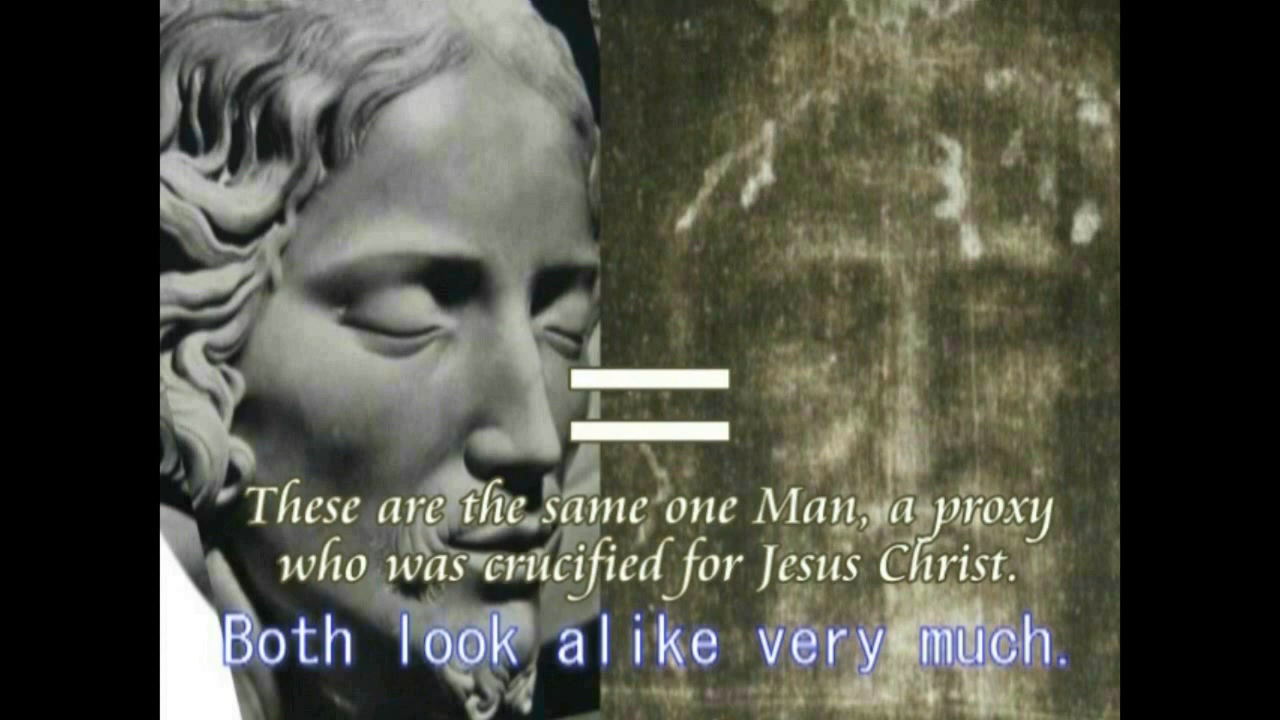 These are the same one Man, a proxy
who was crucified for Jesus Christ.
Both look alike very much.